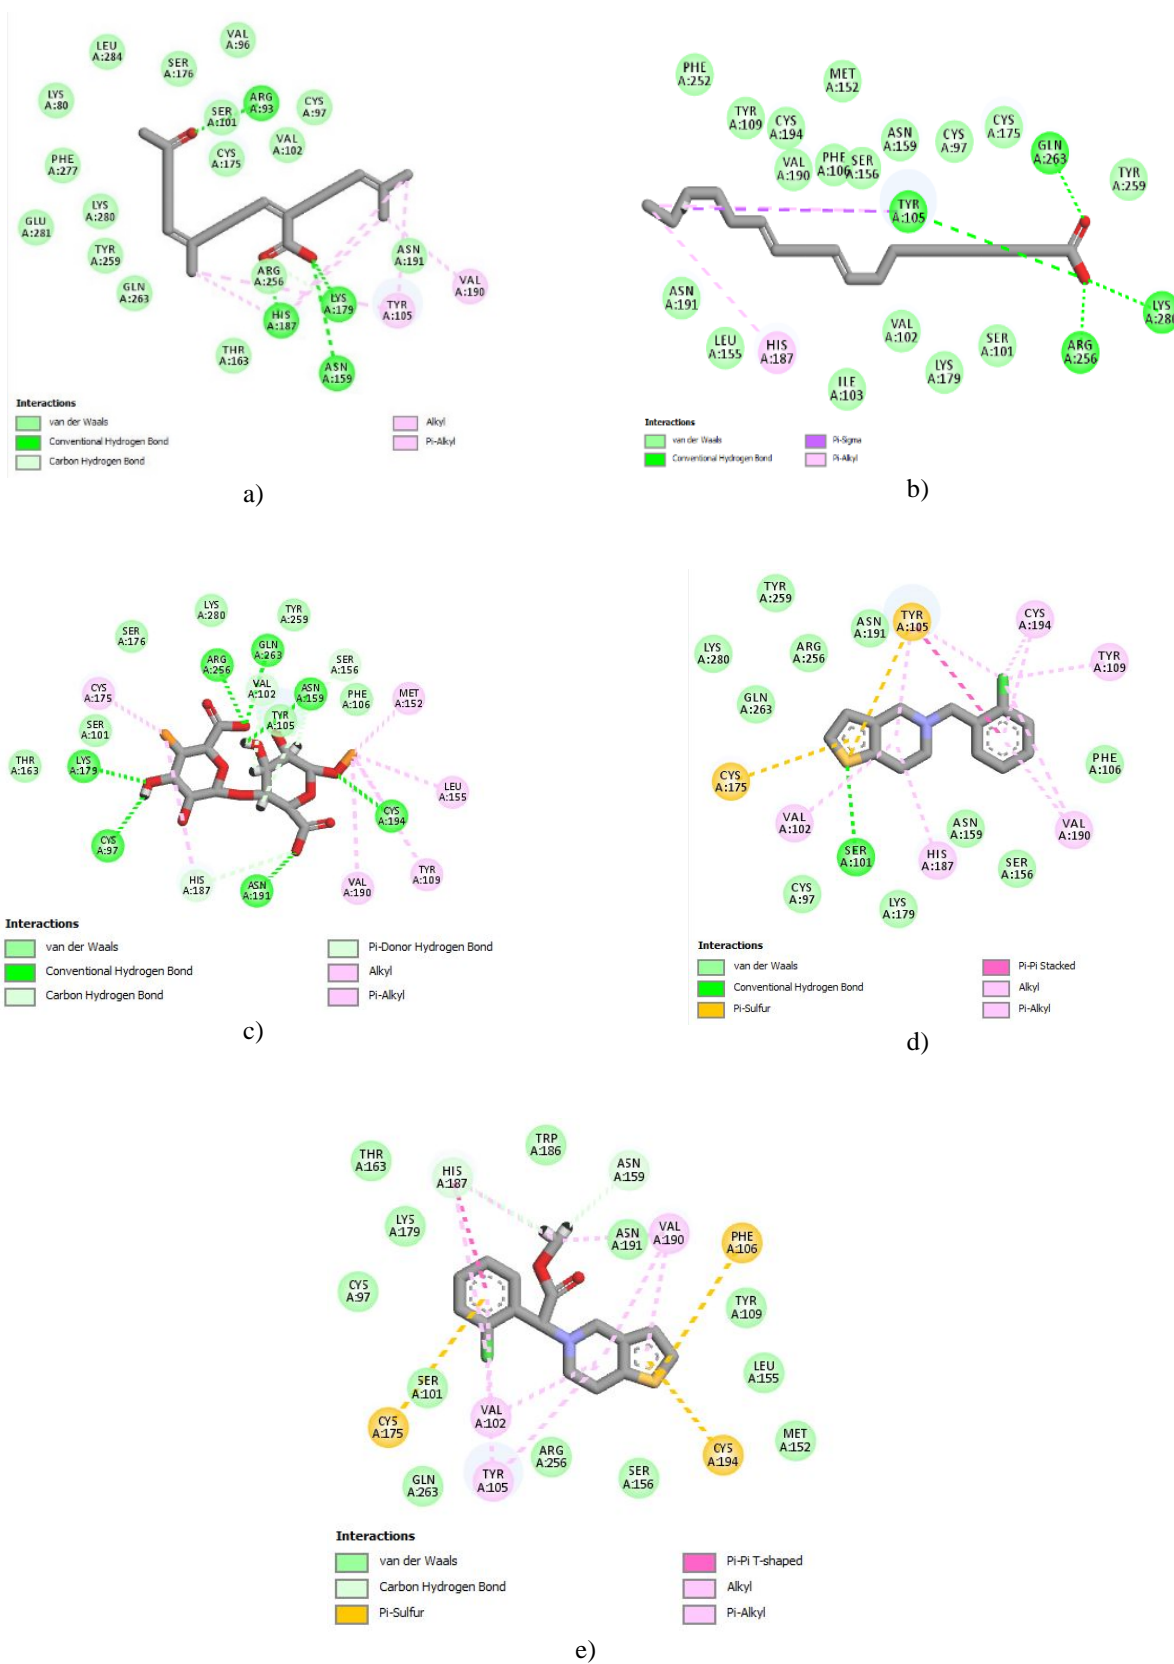 VAL
A:96
LEU
A:284
SER
A:176
LYS
A:80
ARG
A:93
CYS
A:97
SER
A:101
VAL
A:102
CYS
A:175
PHE
A:277
LYS
A:280
GLU
A:281
TYR
A:259
GLN
A:263
ARG
A:256
ASN
A:191
VAL
A:190
LYS
A:179
TYR
A:105
HIS
A:187
THR
A:163
ASN
A:159
Interactions
van der Waals
Conventional Hydrogen Bond
Carbon Hydrogen Bond
Alkyl
Pi-Alkyl
a)
PHE
A:252
MET
A:152
TYR
A:109
CYS
A:194
ASN
A:159
CYS
A:97
CYS
A:175
GLN
A:263
VAL
A:190
PHE
A:106
SER
A:156
TYR
A:259
TYR
A:105
ASN
A:191
LYS
A:280
LEU
A:155
HIS
A:187
VAL
A:102
SER
A:101
ARG
A:256
LYS
A:179
ILE
A:103
Interactions
van der Waals
Conventional Hydrogen Bond
Pi-Sigma
Pi-Alkyl
b)
LYS
A:280
TYR
A:259
SER
A:176
GLN
A:263
ARG
A:256
SER
A:156
CYS
A:175
VAL
A:102
ASN
A:159
PHE
A:106
MET
A:152
TYR
A:105
SER
A:101
THR
A:163
LYS
A:179
LEU
A:155
CYS
A:194
CYS
A:97
HIS
A:187
ASN
A:191
VAL
A:190
TYR
A:109
Interactions
van der Waals
Conventional Hydrogen Bond
Carbon Hydrogen Bond
Pi-Donor Hydrogen Bond
Alkyl
Pi-Alkyl
c)
TYR
A:259
TYR
A:105
CYS
A:194
ASN
A:191
LYS
A:280
ARG
A:256
TYR
A:109
GLN
A:263
PHE
A:106
CYS
A:175
VAL
A:102
ASN
A:159
VAL
A:190
SER
A:101
HIS
A:187
SER
A:156
CYS
A:97
LYS
A:179
Interactions
van der Waals
Conventional Hydrogen Bond
Pi-Sulfur
Pi-Pi Stacked
Alkyl
Pi-Alkyl
d)
TRP
A:186
THR
A:163
HIS
A:187
ASN
A:159
LYS
A:179
ASN
A:191
VAL
A:190
PHE
A:106
CYS
A:97
TYR
A:109
SER
A:101
LEU
A:155
CYS
A:175
VAL
A:102
MET
A:152
ARG
A:256
CYS
A:194
GLN
A:263
TYR
A:105
SER
A:156
Interactions
van der Waals
Carbon Hydrogen Bond
Pi-Sulfur
Pi-Pi T-shaped
Alkyl
Pi-Alkyl
e)